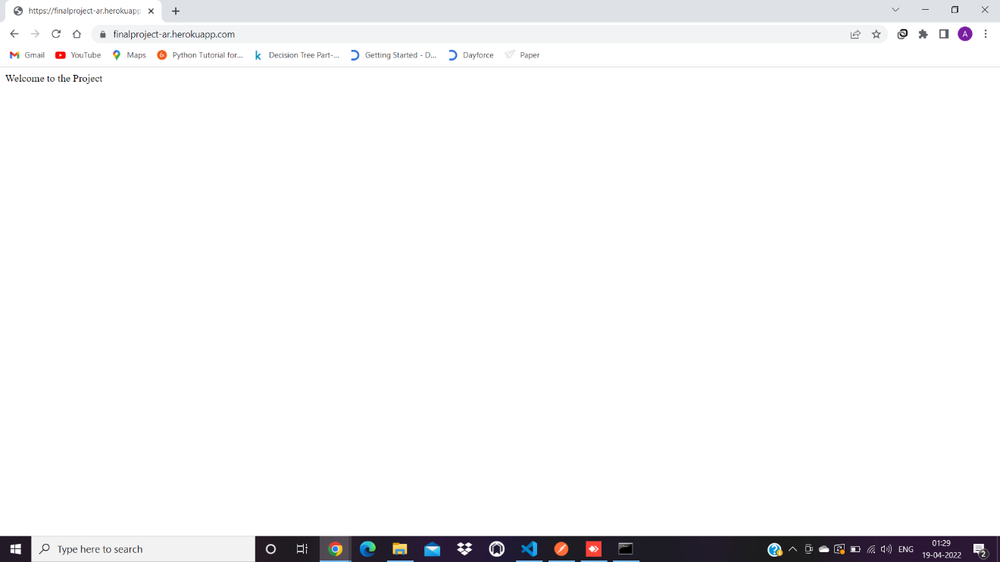 https://finalproject-ar.herokuapp
finalproject-ar.herokuapp.com
A
Gmail YouTube Maps Python Tutorial for... Decision Tree Part-... Getting Started - D... Dayforce Paper
Welcome to the Project
Type here to search
ENG
01:29
19-04-2022
2